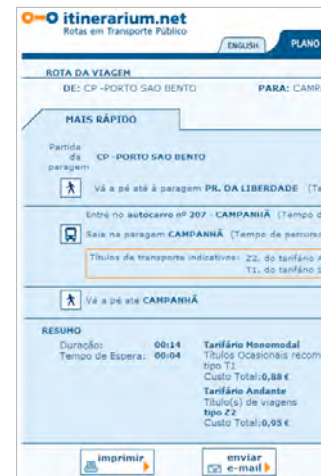 itinerarium.net
Rotas em Transporte Público
ENGLISH
PLANO
ROTA DA VIAGEM
DE: CP -PORTO SAO BENTO PARA: CAMPA
MAIS RÁPIDO
Partida da paragem
CP -PORTO SAO BENTO
Vá a pé até à paragem PR. DA LIBERDADE (Te
Entre no autocarro nº 207 - CAMPANHÃ (Tempo d
Saia na paragem CAMPANHÃ (Tempo de percurso
Títulos de transporte indicativos: Z2, do tarifário A
T1, do tarifário S
Vá a pé até CAMPANHÃ
RESUMO
Duração: 00:14
Tempo de Espera: 00:04
Tarifário Monomodal
Títulos Ocasionais recom
tipo T1
Custo Total:0,88 €
Tarifário Andante
Título(s) de viagens
tipo Z2
Custo Total:0,95 €
imprimir
enviar
e-mail